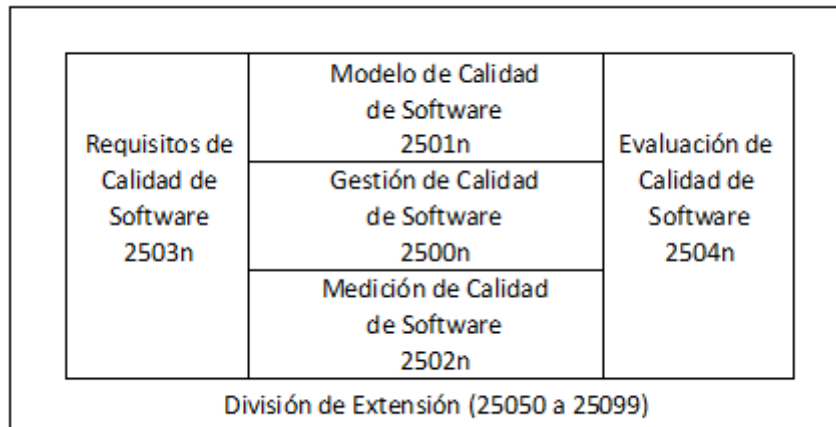 Requisitos de
Calidad de
Software
2503n
Modelo de Calidad
de Software
2501n
Gestión de Calidad
de Software
2500n
Medición de Calidad
de Software
2502n
Evaluación de
Calidad de
Software
2504n
División de Extensión (25050 a 25099)